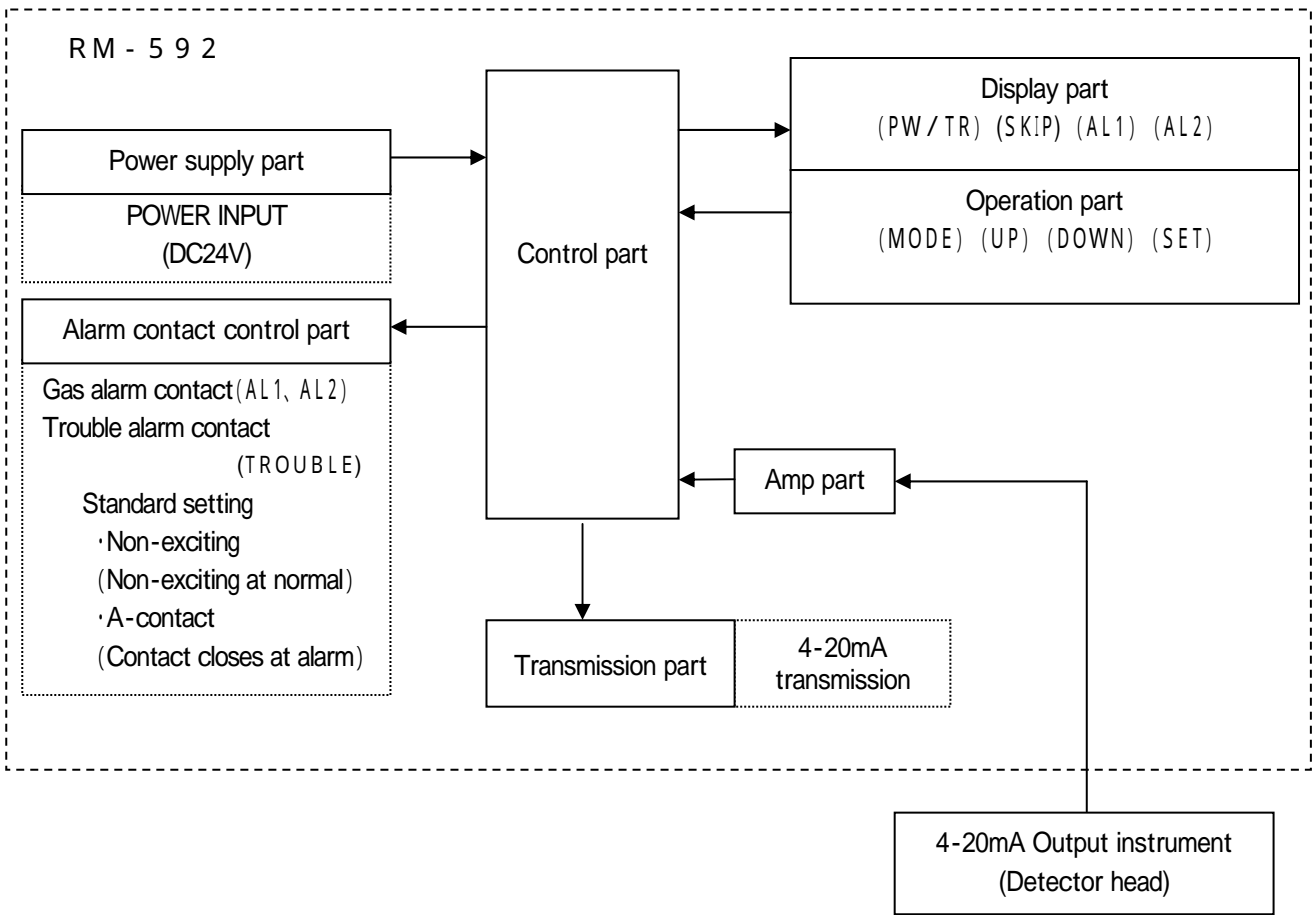 RM-592
Power supply part
POWER INPUT
(DC24V)
Alarm contact control part
Gas alarm contact(AL1、AL2)
Trouble alarm contact
(TROUBLE)
Standard setting
・Non-exciting
(Non-exciting at normal)
・A-contact
(Contact closes at alarm)
Control part
Display part
(PW/TR) (SKIP) (AL1) (AL2)
Operation part
(MODE) (UP) (DOWN) (SET)
Amp part
Transmission part
4-20mA
transmission
4-20mA Output instrument
(Detector head)